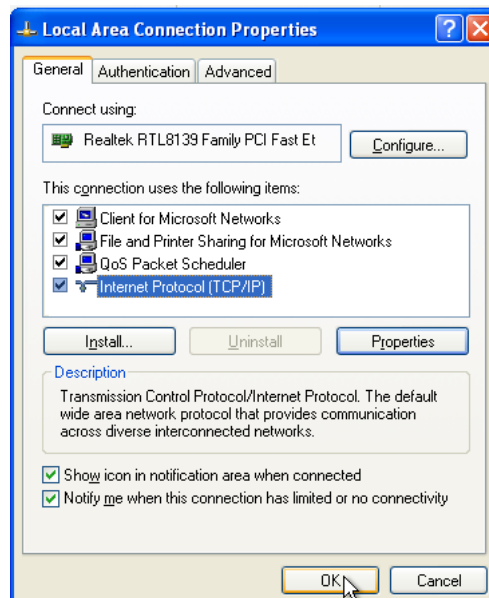 Local Area Connection Properties
General
Authentication
Advanced
Connect using:
Realtek RTL8139 Family PCI Fast Et
Configure...
This connection uses the following items:
Client for Microsoft Networks
File and Printer Sharing for Microsoft Networks
QoS Packet Scheduler
Internet Protocol (TCP/IP)
Install...
Uninstall
Properties
Description
Transmission Control Protocol/Internet Protocol. The default
wide area network protocol that provides communication
across diverse interconnected networks.
Show icon in notification area when connected
Notify me when this connection has limited or no connectivity
OK
Cancel